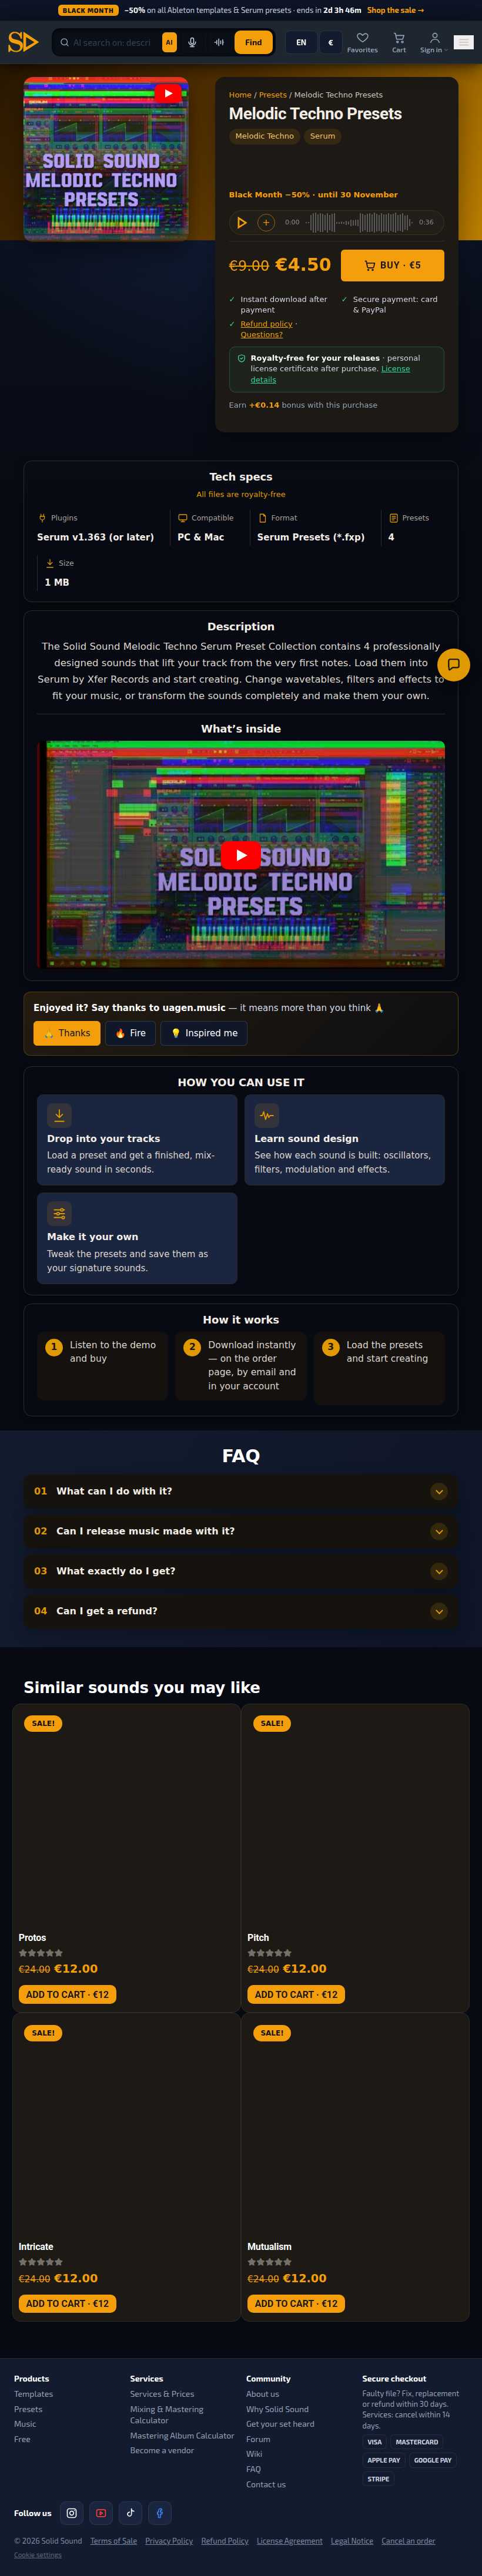 BLACK MONTH −50% on all Ableton templates & Serum presets · ends in 2d 3h 46m Shop the sale →
SD
AI search on: descri AI Find EN €
Favorites Cart Sign in
SOLID SOUND
MELODIC TECHNO
PRESETS
Home / Presets / Melodic Techno Presets
Melodic Techno Presets
Melodic Techno Serum
Black Month −50% · until 30 November
0:00 0:36
€9.00 €4.50 BUY · €5
✓ Instant download after payment
✓ Secure payment: card & PayPal
✓ Refund policy · Questions?
Royalty-free for your releases · personal
license certificate after purchase. License
details
Earn +€0.14 bonus with this purchase
Tech specs
All files are royalty-free
Plugins Compatible Format Presets
Serum v1.363 (or later) PC & Mac Serum Presets (*.fxp) 4
Size
1 MB
Description
The Solid Sound Melodic Techno Serum Preset Collection contains 4 professionally
designed sounds that lift your track from the very first notes. Load them into
Serum by Xfer Records and start creating. Change wavetables, filters and effects to
fit your music, or transform the sounds completely and make them your own.
What's inside
SOLID SOUND
MELODIC TECHNO
PRESETS
Enjoyed it? Say thanks to uagen.music — it means more than you think 🙏
🙏 Thanks 🔥 Fire 💡 Inspired me
HOW YOU CAN USE IT
Drop into your tracks
Load a preset and get a finished, mix-
ready sound in seconds.
Learn sound design
See how each sound is built: oscillators,
filters, modulation and effects.
Make it your own
Tweak the presets and save them as
your signature sounds.
How it works
1 Listen to the demo
and buy
2 Download instantly
— on the order
page, by email and
in your account
3 Load the presets
and start creating
FAQ
01 What can I do with it?
02 Can I release music made with it?
03 What exactly do I get?
04 Can I get a refund?
Similar sounds you may like
SALE! SALE!
Protos Pitch
€24.00 €12.00 €24.00 €12.00
ADD TO CART · €12 ADD TO CART · €12
SALE! SALE!
Intricate Mutualism
€24.00 €12.00 €24.00 €12.00
ADD TO CART · €12 ADD TO CART · €12
Products
Templates
Presets
Music
Free
Services
Services & Prices
Mixing & Mastering
Calculator
Mastering Album Calculator
Become a vendor
Community
About us
Why Solid Sound
Get your set heard
Forum
Wiki
FAQ
Contact us
Secure checkout
Faulty file? Fix, replacement
or refund within 30 days.
Services: cancel within 14
days.
VISA MASTERCARD
APPLE PAY GOOGLE PAY
STRIPE
Follow us
© 2026 Solid Sound Terms of Sale Privacy Policy Refund Policy License Agreement Legal Notice Cancel an order
Cookie settings